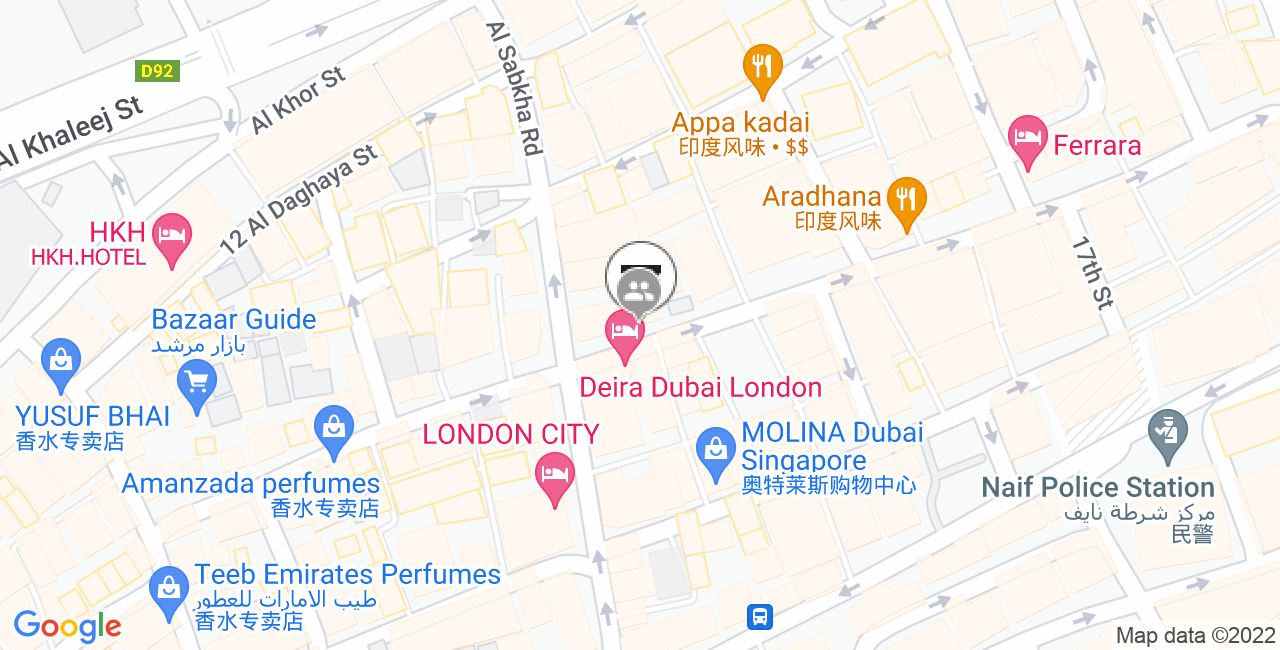 Al Sabkha Rd
D92
Al Khor St
Al Khaleej St
Appa kadai
印度风味 • $$
Ferrara
12 Al Daghaya St
Aradhana
印度风味
HKH
HKH.HOTEL
17th St
Bazaar Guide
بازار مرشد
Deira Dubai London
YUSUF BHAI
香水专卖店
LONDON CITY
MOLINA Dubai
Singapore
奥特莱斯购物中心
Amanzada perfumes
香水专卖店
Naif Police Station
مركز شرطة نايف
民警
Teeb Emirates Perfumes
طيب الامارات للعطور
香水专卖店
Google
Map data ©2022